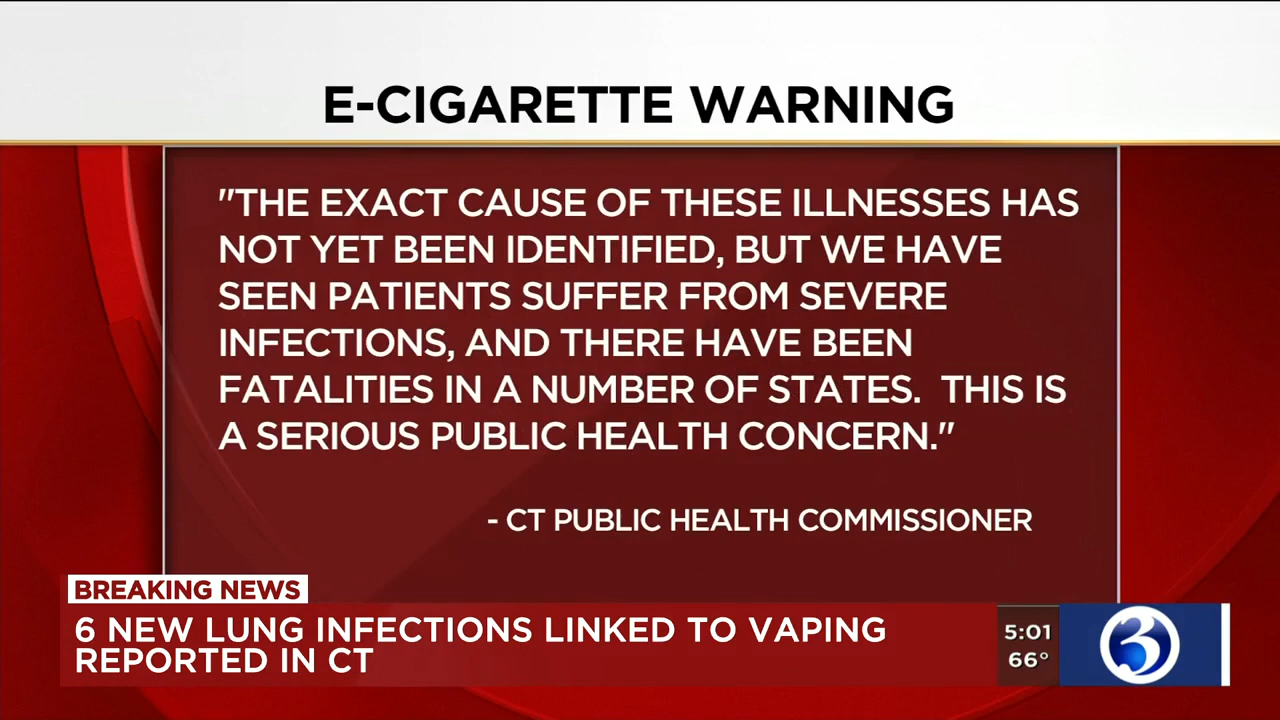 E-CIGARETTE WARNING
"THE EXACT CAUSE OF THESE ILLNESSES HAS
NOT YET BEEN IDENTIFIED, BUT WE HAVE
SEEN PATIENTS SUFFER FROM SEVERE
INFECTIONS, AND THERE HAVE BEEN
FATALITIES IN A NUMBER OF STATES.  THIS IS
A SERIOUS PUBLIC HEALTH CONCERN."
- CT PUBLIC HEALTH COMMISSIONER
BREAKING NEWS
6 NEW LUNG INFECTIONS LINKED TO VAPING
REPORTED IN CT
5:01
66°
3